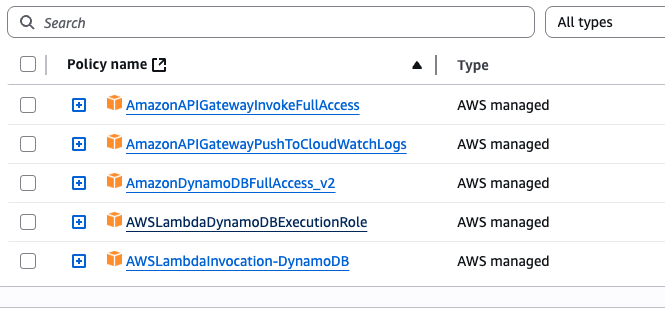 Search
All types
Policy name
Type
AmazonAPIGatewayInvokeFullAccess
AWS managed
AmazonAPIGatewayPushToCloudWatchLogs
AWS managed
AmazonDynamoDBFullAccess_v2
AWS managed
AWSLambdaDynamoDBExecutionRole
AWS managed
AWSLambdaInvocation-DynamoDB
AWS managed